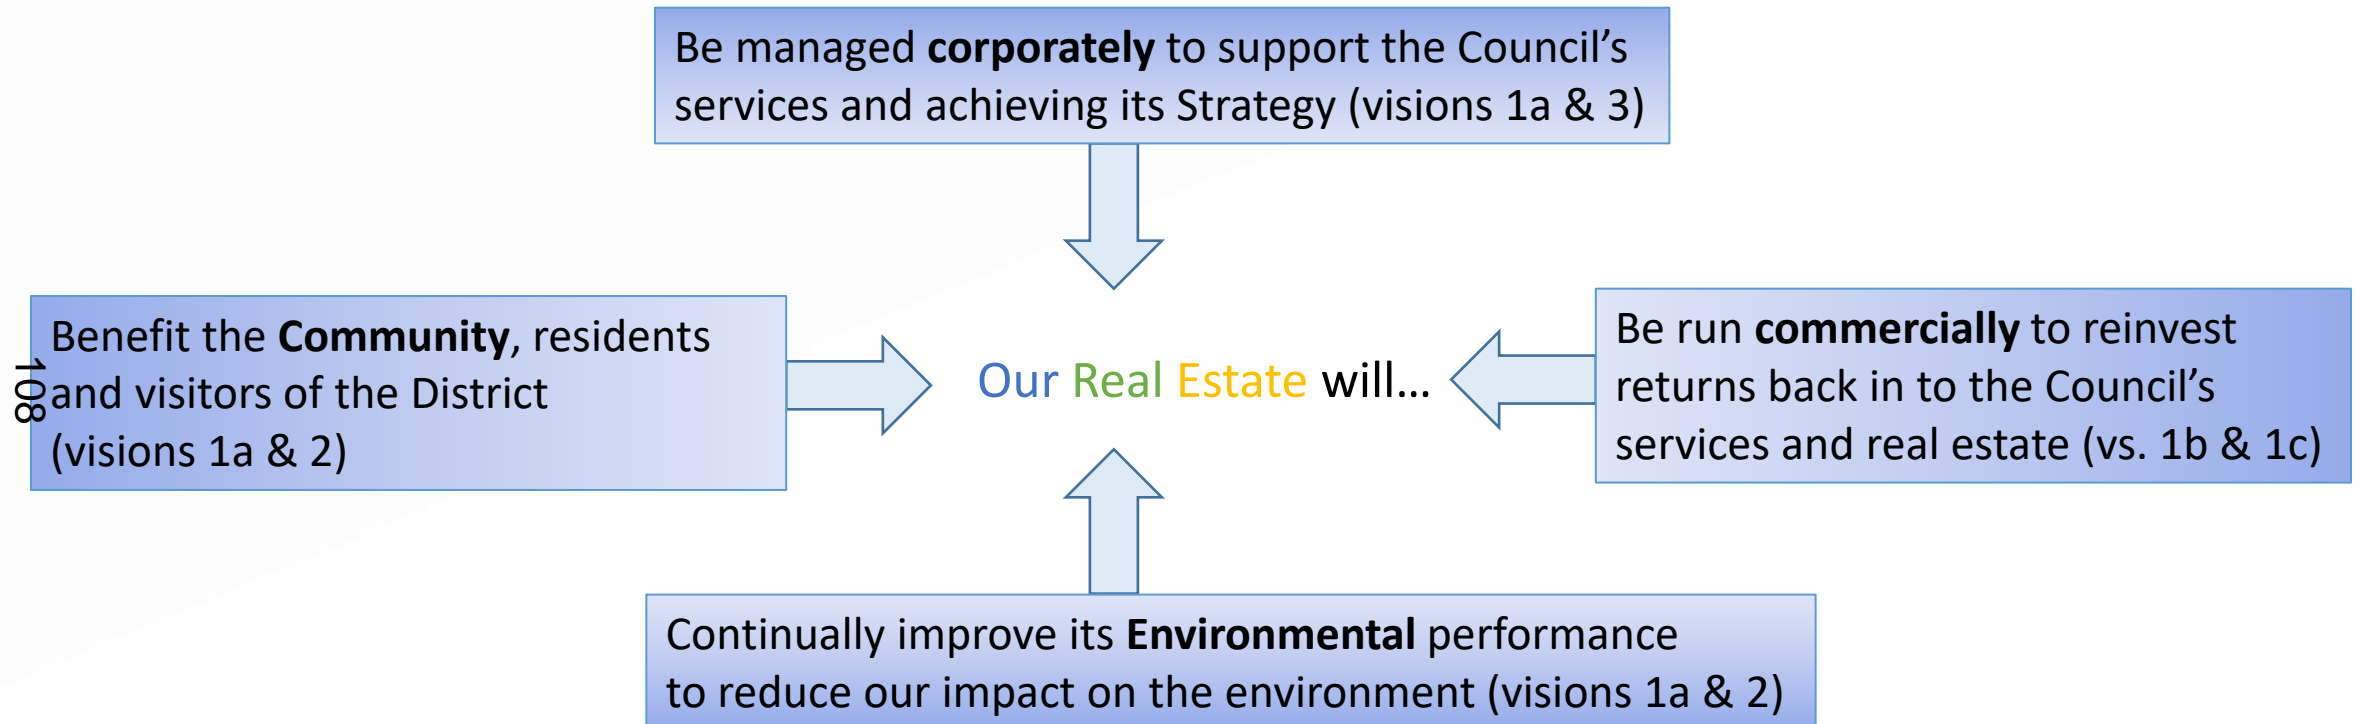 Be managed corporately to support the Council’s
services and achieving its Strategy (visions 1a & 3)
Benefit the Community, residents
and visitors of the District
(visions 1a & 2)
108
Our Real Estate will...
Be run commercially to reinvest
returns back in to the Council’s
services and real estate (vs. 1b & 1c)
Continually improve its Environmental performance
to reduce our impact on the environment (visions 1a & 2)